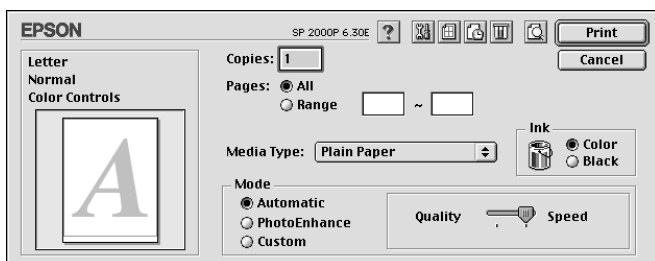 EPSON
SP 2000P 6.30E
?
Print
Cancel
Letter
Normal
Color Controls
A
Copies: 1
Pages: All
Range ~
Media Type: Plain Paper
Ink
Color
Black
Mode
Automatic
PhotoEnhance
Custom
Quality Speed